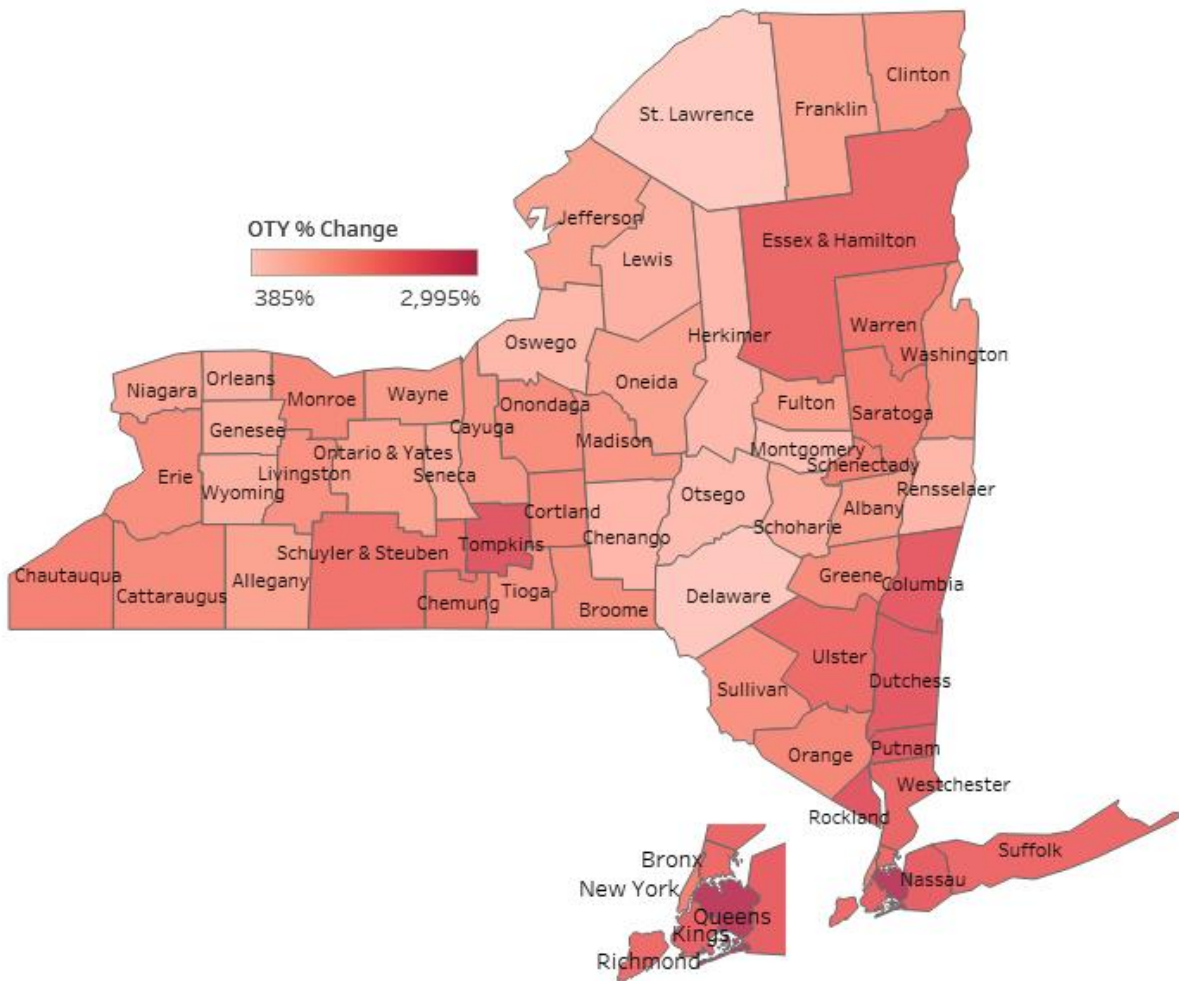 Clinton
St. Lawrence
Franklin
Jefferson
OTY % Change
Essex & Hamilton
Lewis
385%
2,995%
Warren
Herkimer
Oswego
Washington
Orleans
Niagara
Oneida
Monroe
Wayne
Fulton
Onondaga
Saratoga
Cayuga
Genesee
Madison
Montgomery
Ontario & Yates
Schenectady
Erie
Livingston
Seneca
Rensselaer
Wyoming
Otsego
Albany
Cortland
Schoharie
Tompkins
Chenango
Schuyler & Steuben
Chautauqua
Greene
Allegany
Columbia
Tioga
Cattaraugus
Delaware
Chemung
Broome
Ulster
Dutchess
Sullivan
Putnam
Orange
Westchester
Rockland
Suffolk
Bronx
Nassau
New York
Queens
Kings
Richmond